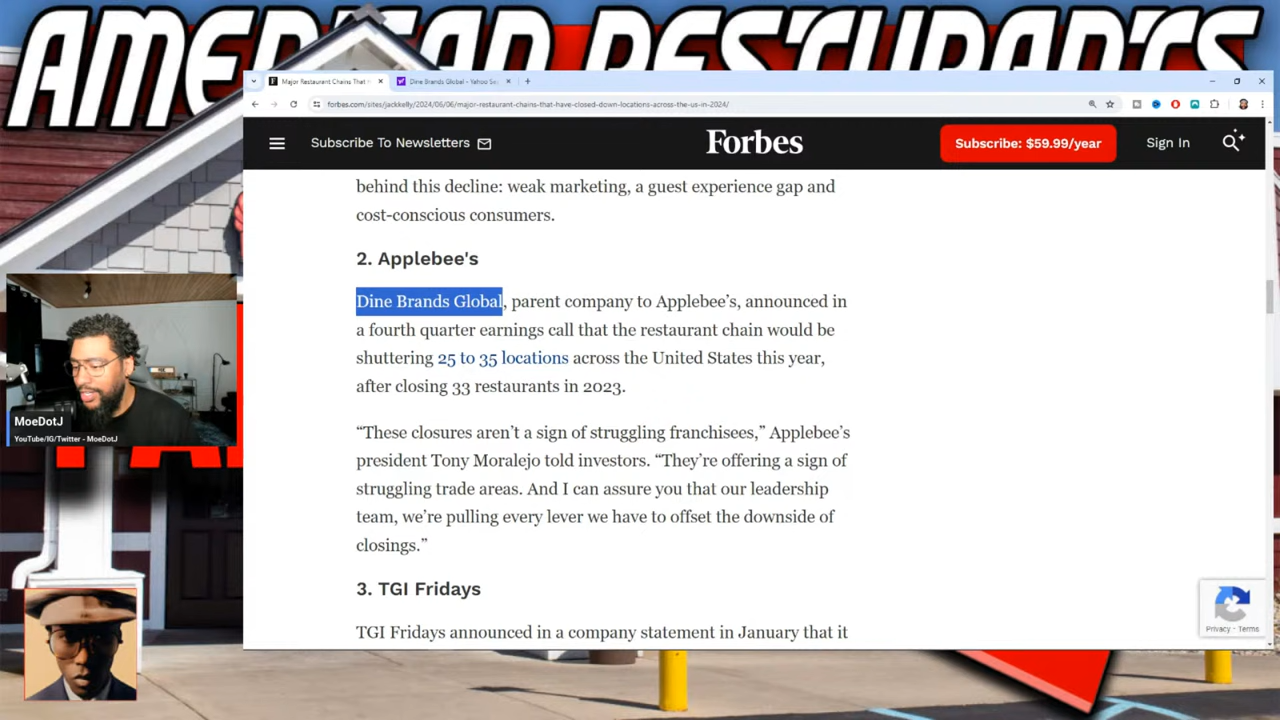 AMERICAN RESTURANTS
Major Restaurant Chains That
Dine Brands Global - Yahoo Se
forbes.com/sites/jackkelly/2024/06/06/major-restaurant-chains-that-have-closed-down-locations-across-the-us-in-2024/
Subscribe To Newsletters
Forbes
Subscribe: $59.99/year
Sign In
behind this decline: weak marketing, a guest experience gap and
cost-conscious consumers.
2. Applebee's
Dine Brands Global, parent company to Applebee’s, announced in
a fourth quarter earnings call that the restaurant chain would be
shuttering 25 to 35 locations across the United States this year,
after closing 33 restaurants in 2023.
“These closures aren’t a sign of struggling franchisees,” Applebee’s
president Tony Moralejo told investors. “They’re offering a sign of
struggling trade areas. And I can assure you that our leadership
team, we’re pulling every lever we have to offset the downside of
closings.”
3. TGI Fridays
TGI Fridays announced in a company statement in January that it
MoeDotJ
YouTube/IG/Twitter - MoeDotJ
Privacy - Terms